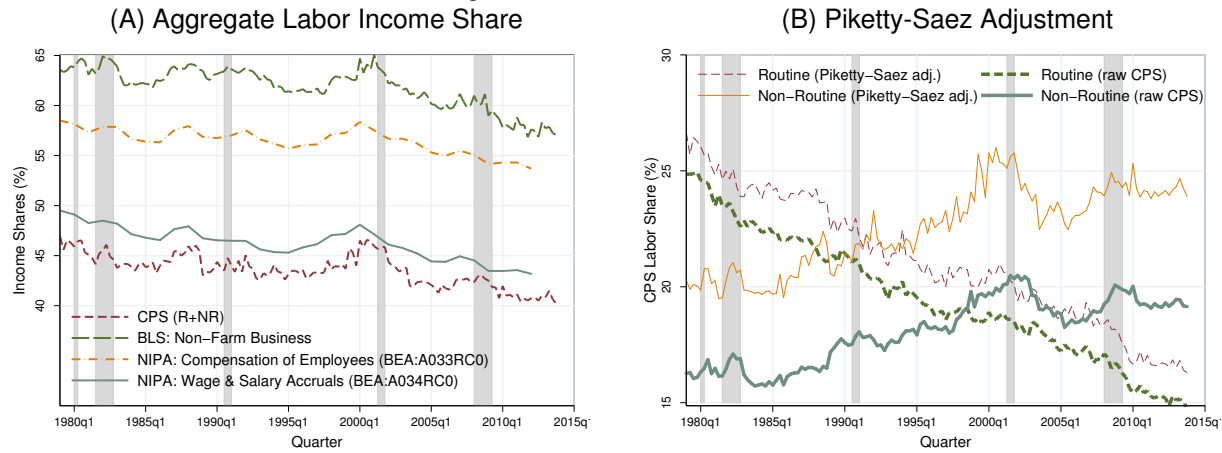 (A) Aggregate Labor Income Share
65
60
55
50
45
40
Income Shares (%)
CPS (R+NR)
BLS: Non−Farm Business
NIPA: Compensation of Employees (BEA:A033RC0)
NIPA: Wage & Salary Accruals (BEA:A034RC0)
1980q1 1985q1 1990q1 1995q1 2000q1 2005q1 2010q1 2015q1
Quarter
(B) Piketty-Saez Adjustment
30
25
20
15
CPS Labor Share (%)
Routine (Piketty−Saez adj.) Routine (raw CPS)
Non−Routine (Piketty−Saez adj.) Non−Routine (raw CPS)
1980q1 1985q1 1990q1 1995q1 2000q1 2005q1 2010q1 2015q1
Quarter